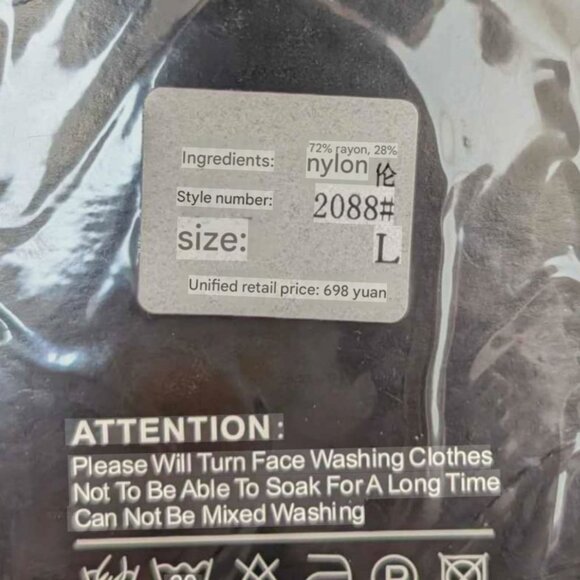 72% rayon, 28%
Ingredients: nylon 伦
Style number: 2088#
size: L
Unified retail price: 698 yuan
ATTENTION:
Please Will Turn Face Washing Clothes
Not To Be Able To Soak For A Long Time
Can Not Be Mixed Washing